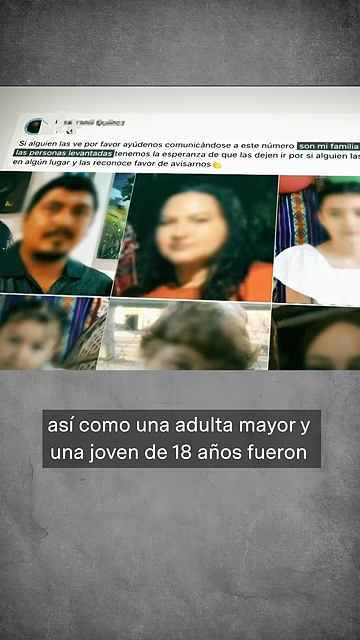 Si alguien las ve por favor ayúdenos comunicándose a este número son mi familia
las personas levantadas tenemos la esperanza de que las dejen ir por si alguien las
en algún lugar y las reconoce favor de avisarnos
así como una adulta mayor y
una joven de 18 años fueron